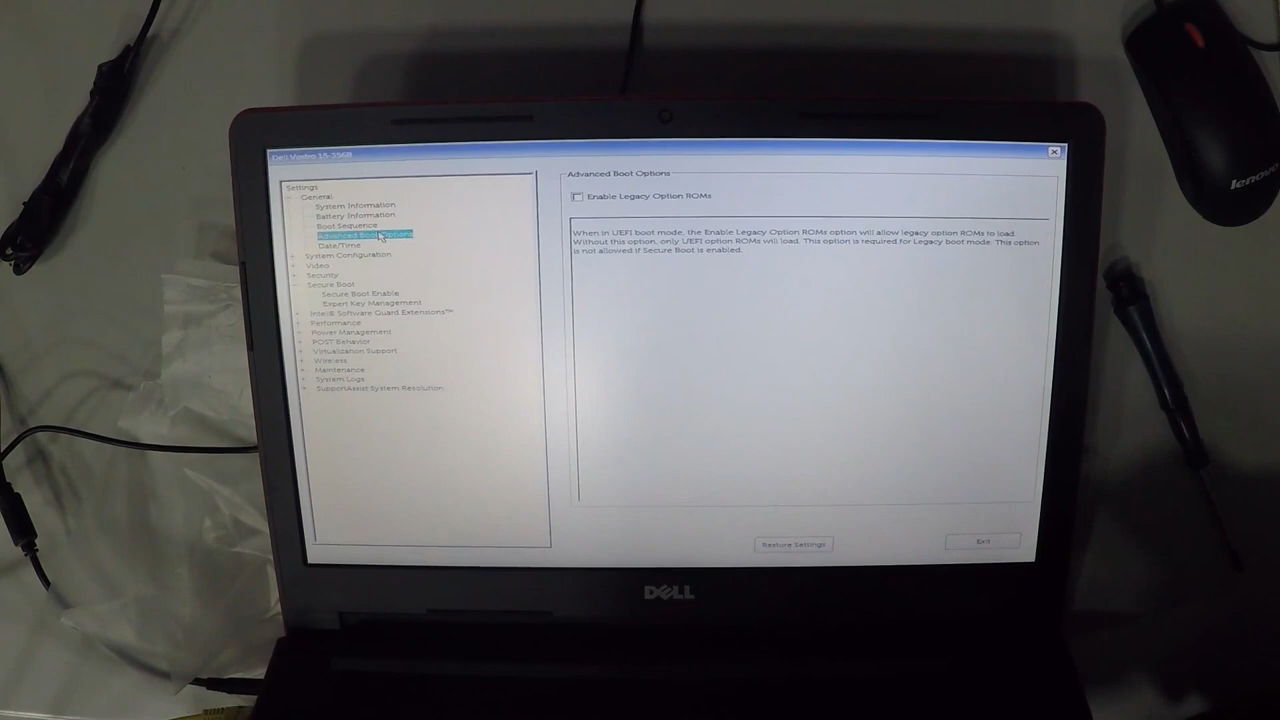 Dell Vostro 15-3568
Settings
General
System Information
Battery Information
Boot Sequence
Advanced Boot Options
Date/Time
System Configuration
Video
Security
Secure Boot
Secure Boot Enable
Expert Key Management
Intel® Software Guard Extensions™
Performance
Power Management
POST Behavior
Virtualization Support
Wireless
Maintenance
System Logs
SupportAssist System Resolution
Advanced Boot Options
Enable Legacy Option ROMs
When in UEFI boot mode, the Enable Legacy Option ROMs option will allow legacy option ROMs to load.
Without this option, only UEFI option ROMs will load. This option is required for Legacy boot mode. This option
is not allowed if Secure Boot is enabled.
Restore Settings
Exit
DELL
lenovo